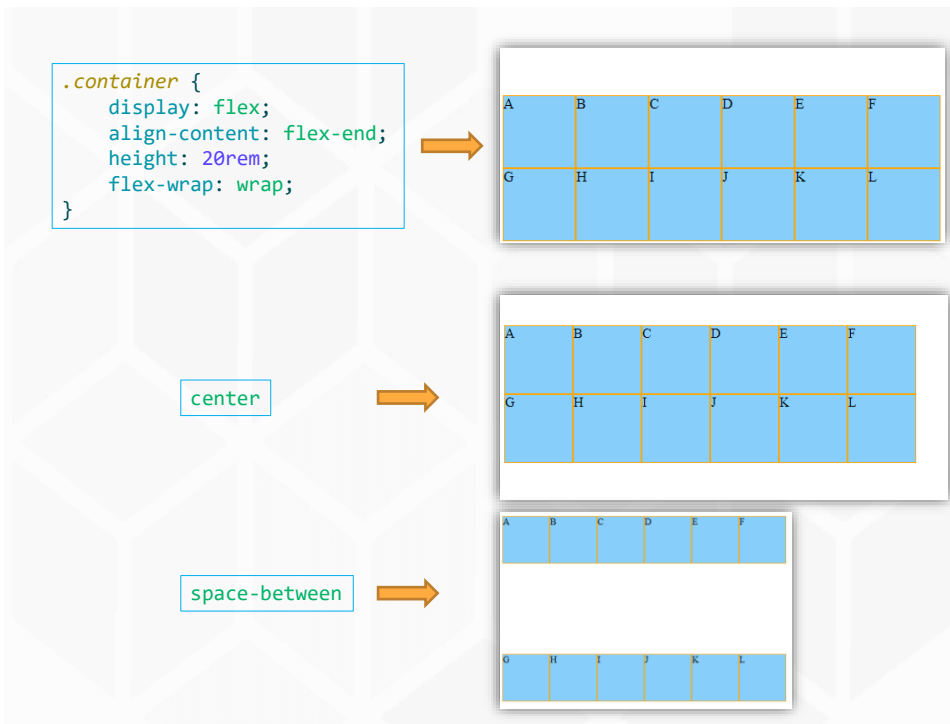 .container {
    display: flex;
    align-content: flex-end;
    height: 20rem;
    flex-wrap: wrap;
}
A B C D E F
G H I J K L
center
A B C D E F
G H I J K L
space-between
A B C D E F
G H I J K L